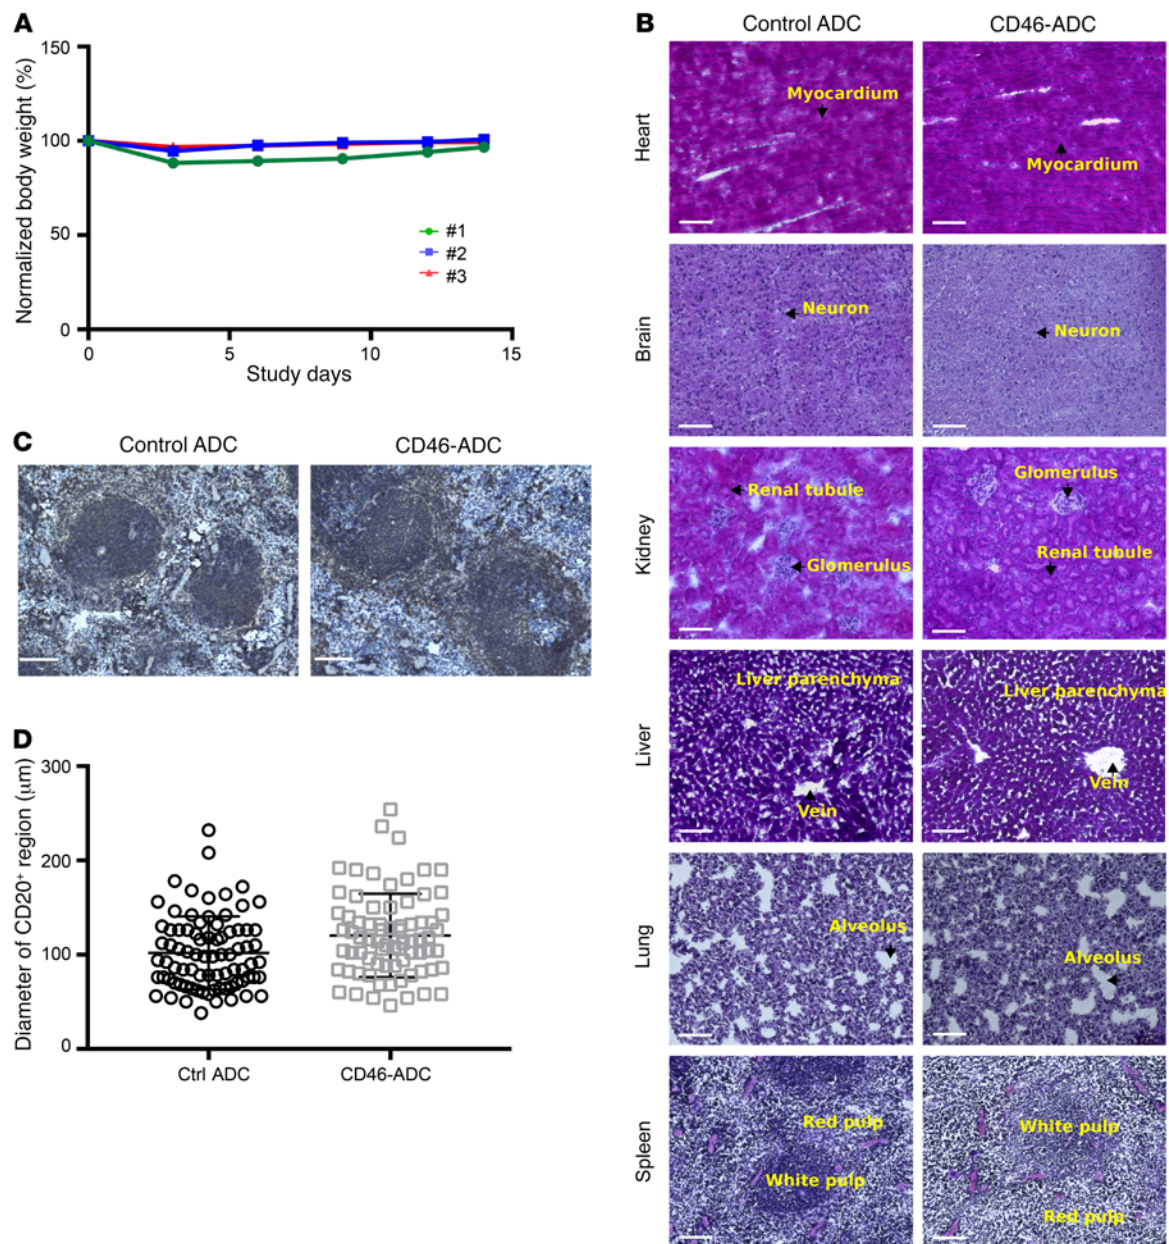 A
150
100
50
0
0
5
10
15
Normalized body weight (%)
Study days
#1
#2
#3
B
Control ADC
CD46-ADC
Heart
Myocardium
Myocardium
Brain
Neuron
Neuron
Kidney
Renal tubule
Glomerulus
Glomerulus
Renal tubule
Liver
Liver parenchyma
Vein
Liver parenchyma
Vein
Lung
Alveolus
Alveolus
Spleen
Red pulp
White pulp
White pulp
Red pulp
C
Control ADC
CD46-ADC
D
300
200
100
0
Diameter of CD20⁺ region (μm)
Ctrl ADC
CD46-ADC